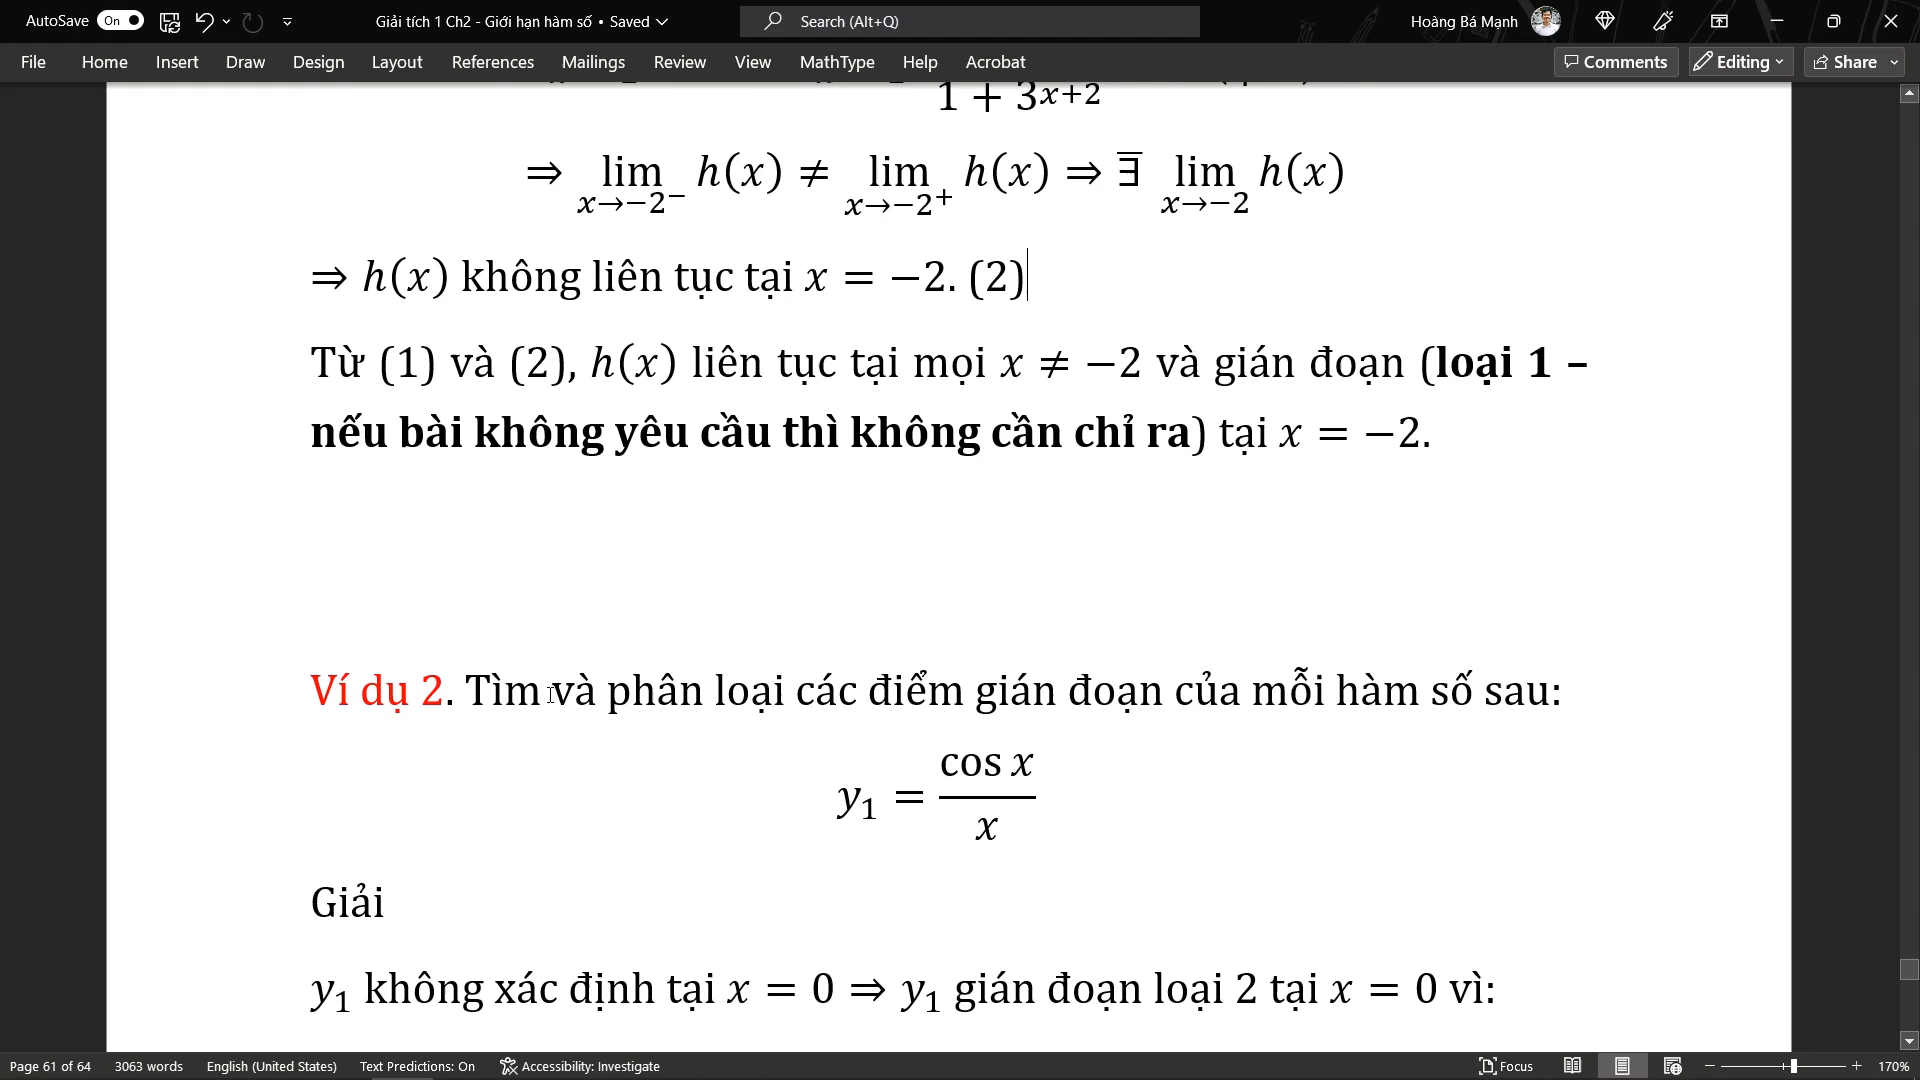 AutoSave On Giải tích 1 Ch2 - Giới hạn hàm số • Saved Search (Alt+Q) Hoàng Bá Mạnh
File Home Insert Draw Design Layout References Mailings Review View MathType Help Acrobat Comments Editing Share
1 + 3^{x+2}
⇒ lim_{x→−2⁻} h(x) ≠ lim_{x→−2⁺} h(x) ⇒ ∃̅ lim_{x→−2} h(x)
⇒ h(x) không liên tục tại x = −2. (2)
Từ (1) và (2), h(x) liên tục tại mọi x ≠ −2 và gián đoạn (loại 1 –
nếu bài không yêu cầu thì không cần chỉ ra) tại x = −2.
Ví dụ 2. Tìm và phân loại các điểm gián đoạn của mỗi hàm số sau:
y₁ = cos x / x
Giải
y₁ không xác định tại x = 0 ⇒ y₁ gián đoạn loại 2 tại x = 0 vì:
Page 61 of 64 3063 words English (United States) Text Predictions: On Accessibility: Investigate Focus 170%